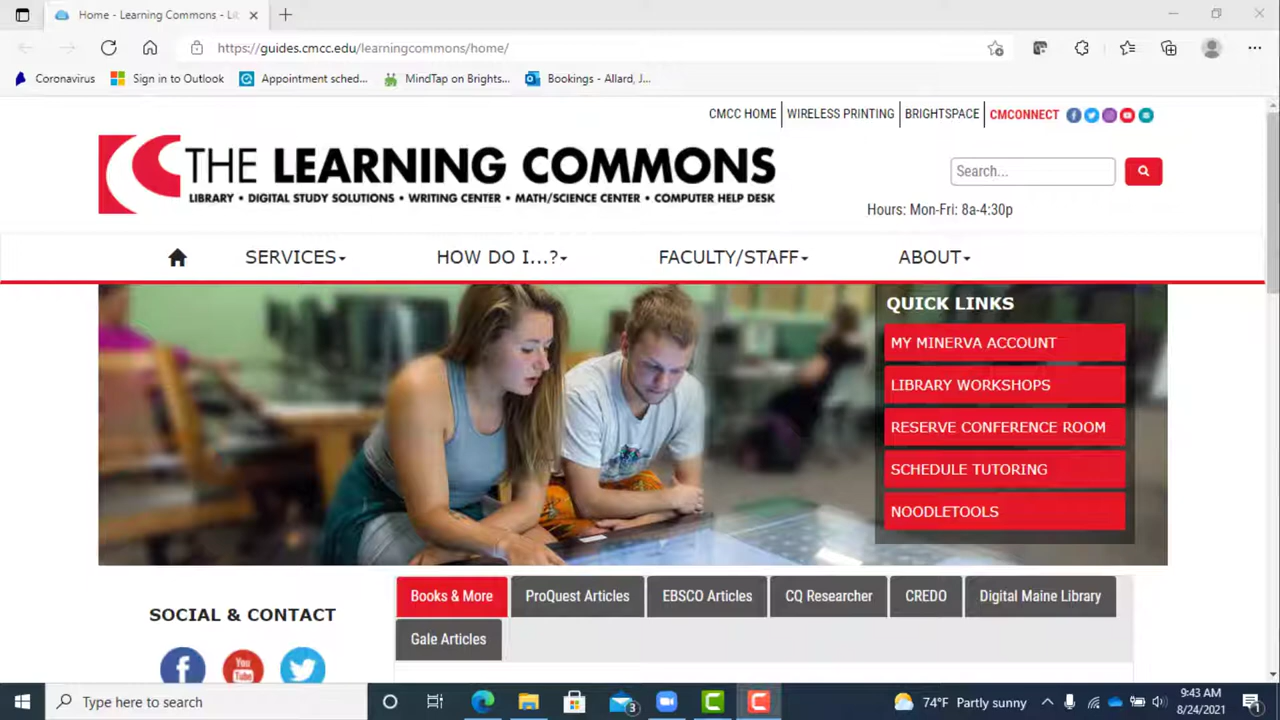 Home - Learning Commons - Li
https://guides.cmcc.edu/learningcommons/home/
Coronavirus Sign in to Outlook Appointment sched... MindTap on Brights... Bookings - Allard, J...
CMCC HOME WIRELESS PRINTING BRIGHTSPACE CMCONNECT
THE LEARNING COMMONS
LIBRARY • DIGITAL STUDY SOLUTIONS • WRITING CENTER • MATH/SCIENCE CENTER • COMPUTER HELP DESK
Search...
Hours: Mon-Fri: 8a-4:30p
SERVICES HOW DO I...? FACULTY/STAFF ABOUT
QUICK LINKS
MY MINERVA ACCOUNT
LIBRARY WORKSHOPS
RESERVE CONFERENCE ROOM
SCHEDULE TUTORING
NOODLETOOLS
SOCIAL & CONTACT
You
Tube
Books & More ProQuest Articles EBSCO Articles CQ Researcher CREDO Digital Maine Library
Gale Articles
Type here to search
3
74°F Partly sunny
9:43 AM
8/24/2021
1